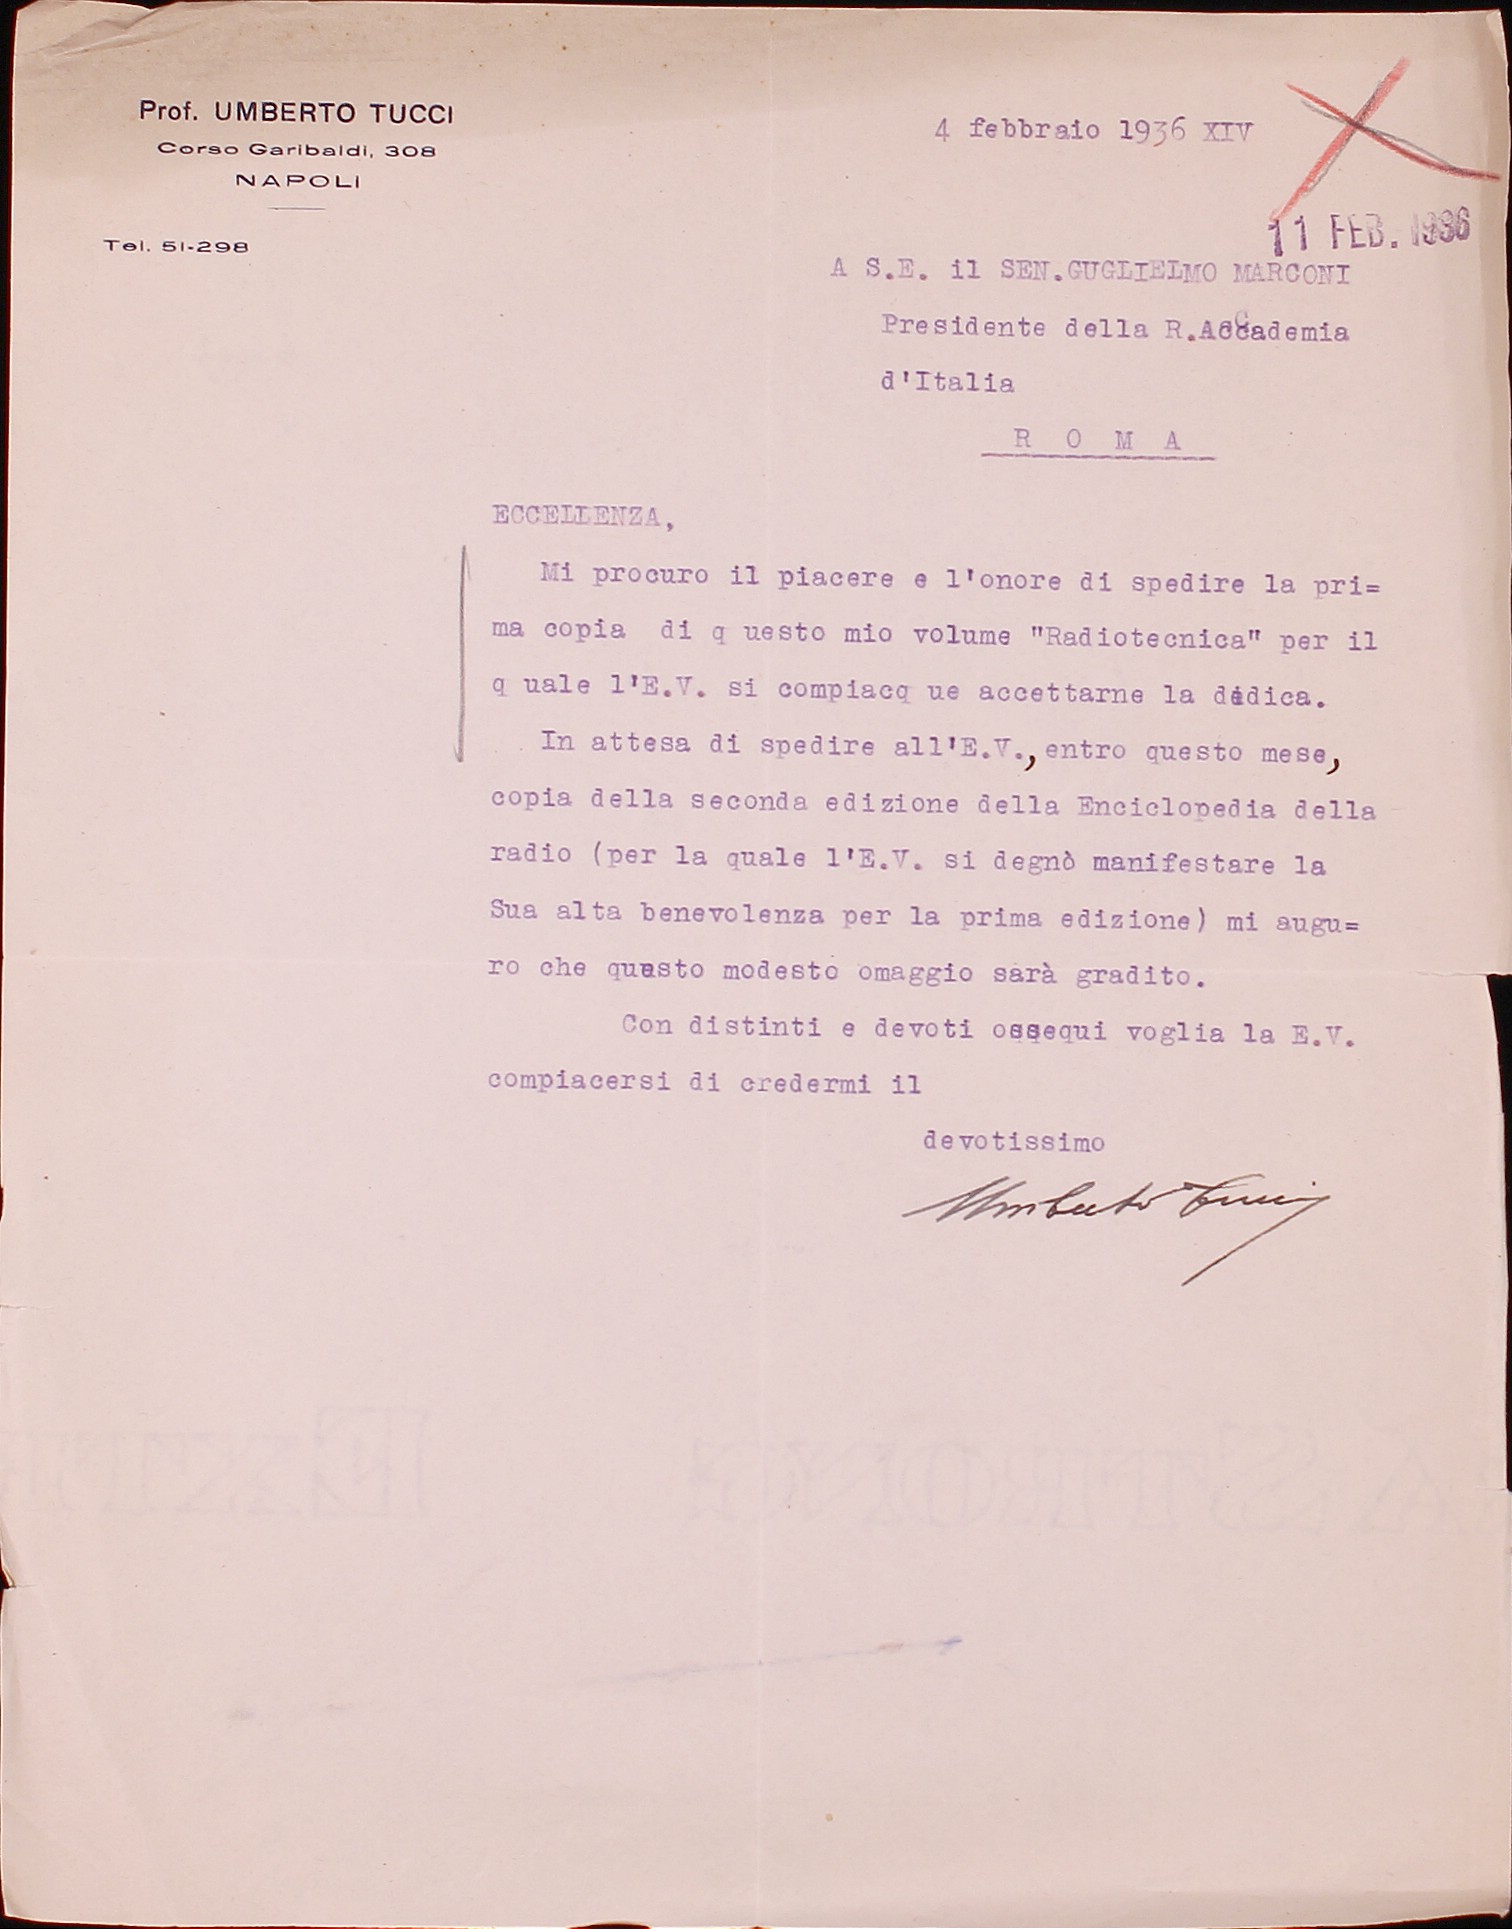 Prof. UMBERTO TUCCI
Corso Garibaldi, 308
NAPOLI
Tel. 51-298
4 febbraio 1936 XIV
11 FEB. 1936
A S.E. il SEN.GUGLIELMO MARCONI
Presidente della R.Accademia
d'Italia
R O M A
ECCELLENZA,
Mi procuro il piacere e l'onore di spedire la pri=
ma copia di q uesto mio volume "Radiotecnica" per il
q uale l'E.V. si compiacq ue accettarne la dedica.
In attesa di spedire all'E.V., entro questo mese,
copia della seconda edizione della Enciclopedia della
radio (per la quale l'E.V. si degnò manifestare la
Sua alta benevolenza per la prima edizione) mi augu=
ro che questo modesto omaggio sarà gradito.
Con distinti e devoti ossequi voglia la E.V.
compiacersi di credermi il
devotissimo
Umberto Tucci